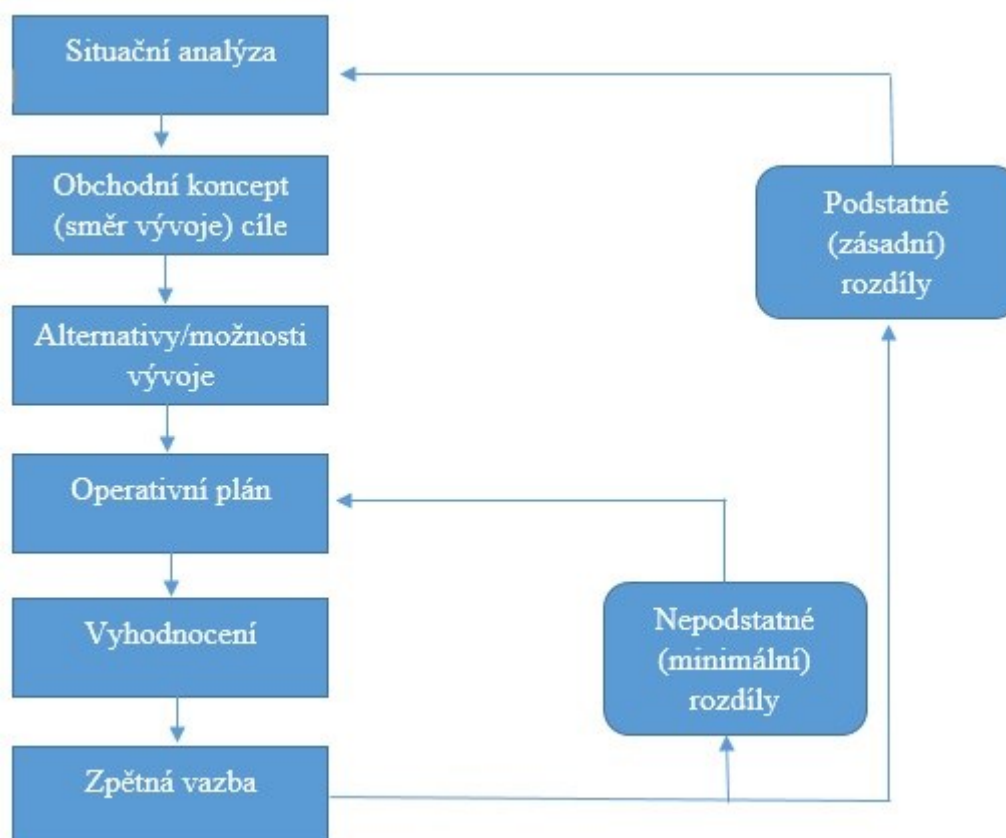 Situační analýza
Obchodní koncept
(směr vývoje) cíle
Alternativy/možnosti
vývoje
Operativní plán
Vyhodnocení
Zpětná vazba
Podstatné
(zásadní)
rozdíly
Nepodstatné
(minimální)
rozdíly